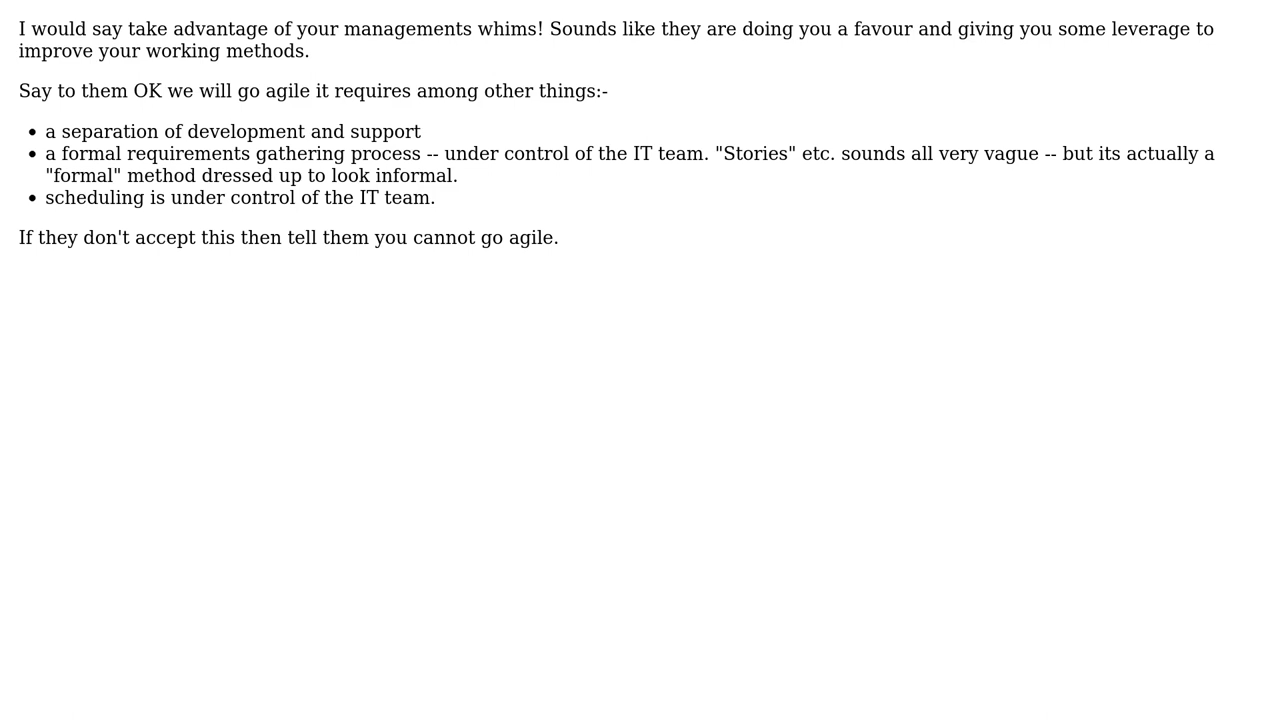 I would say take advantage of your managements whims! Sounds like they are doing you a favour and giving you some leverage to
improve your working methods.
Say to them OK we will go agile it requires among other things:-
• a separation of development and support
• a formal requirements gathering process -- under control of the IT team. "Stories" etc. sounds all very vague -- but its actually a
"formal" method dressed up to look informal.
• scheduling is under control of the IT team.
If they don't accept this then tell them you cannot go agile.